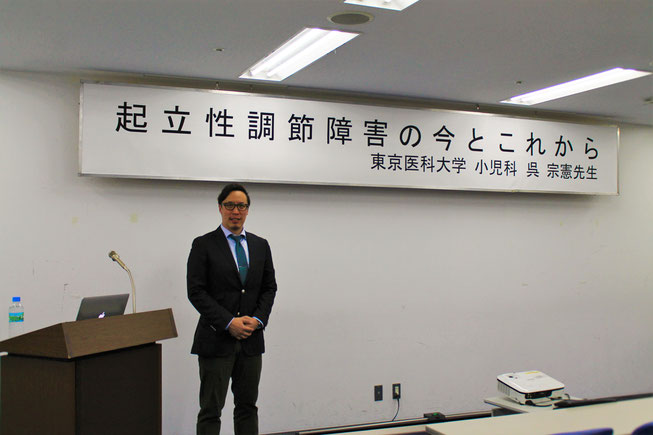 起立性調節障害の今とこれから
東京医科大学 小児科 呉 宗憲先生